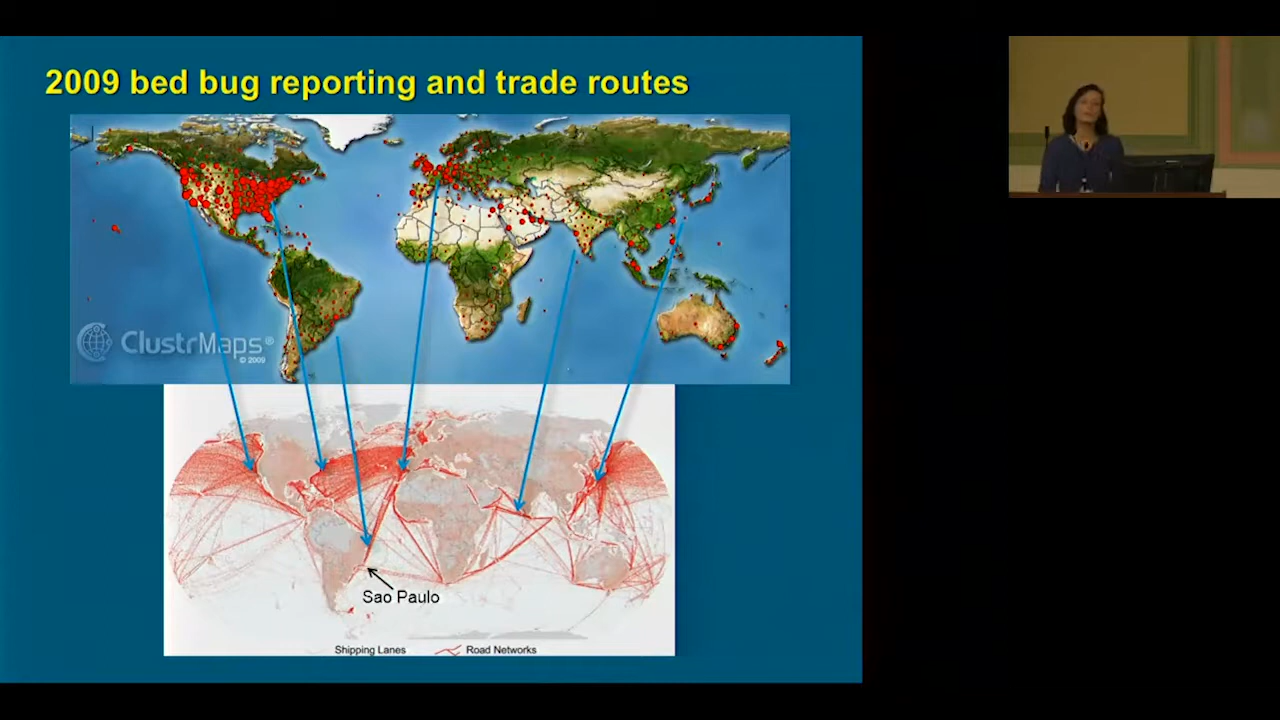 2009 bed bug reporting and trade routes
ClustrMaps®
© 2009
Sao Paulo
Shipping Lanes
Road Networks